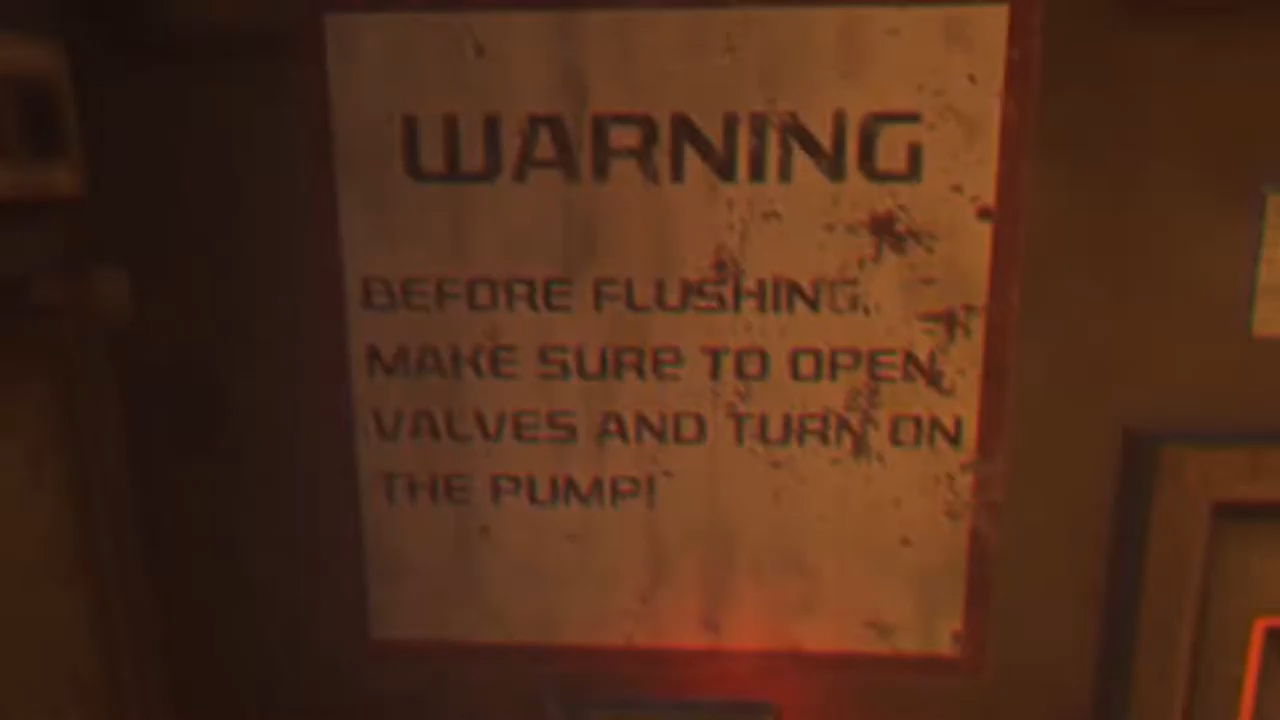 WARNING
BEFORE FLUSHING,
MAKE SURE TO OPEN
VALVES AND TURN ON
THE PUMP!